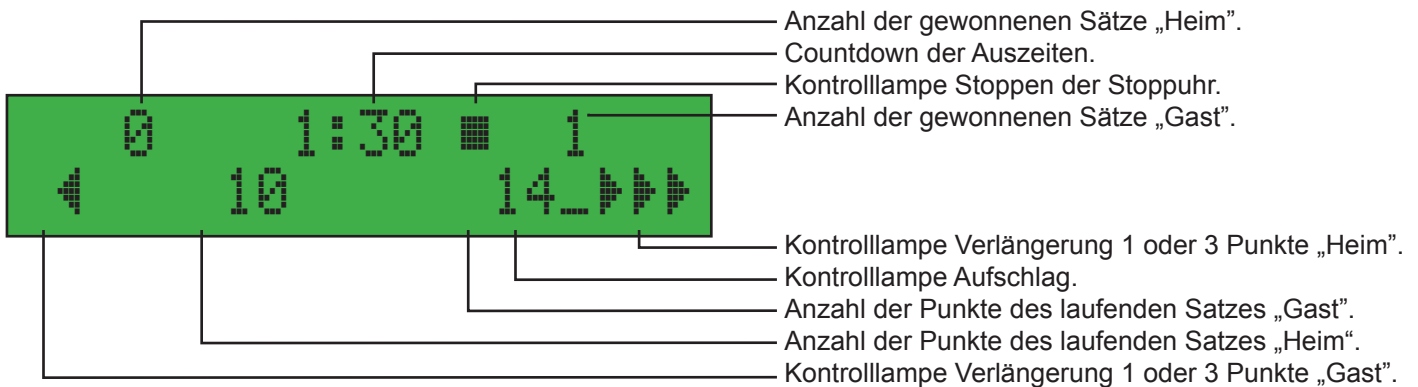 Anzahl der gewonnenen Sätze „Heim”.
Countdown der Auszeiten.
Kontrolllampe Stoppen der Stoppuhr.
Anzahl der gewonnenen Sätze „Gast”.
0 1:30 ■ 1
◀ 10 14_▶▶▶
Kontrolllampe Verlängerung 1 oder 3 Punkte „Heim”.
Kontrolllampe Aufschlag.
Anzahl der Punkte des laufenden Satzes „Gast”.
Anzahl der Punkte des laufenden Satzes „Heim“.
Kontrolllampe Verlängerung 1 oder 3 Punkte „Gast”.